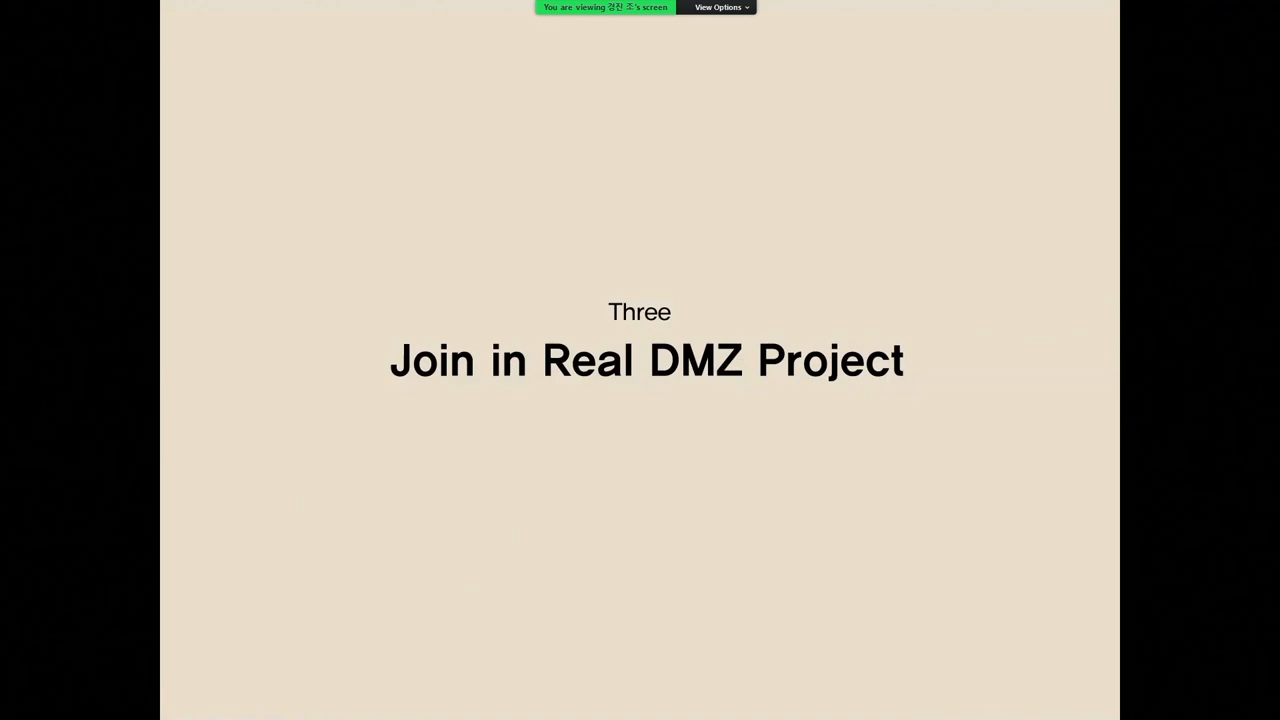 You are viewing 경진 조's screen View Options
Three
Join in Real DMZ Project